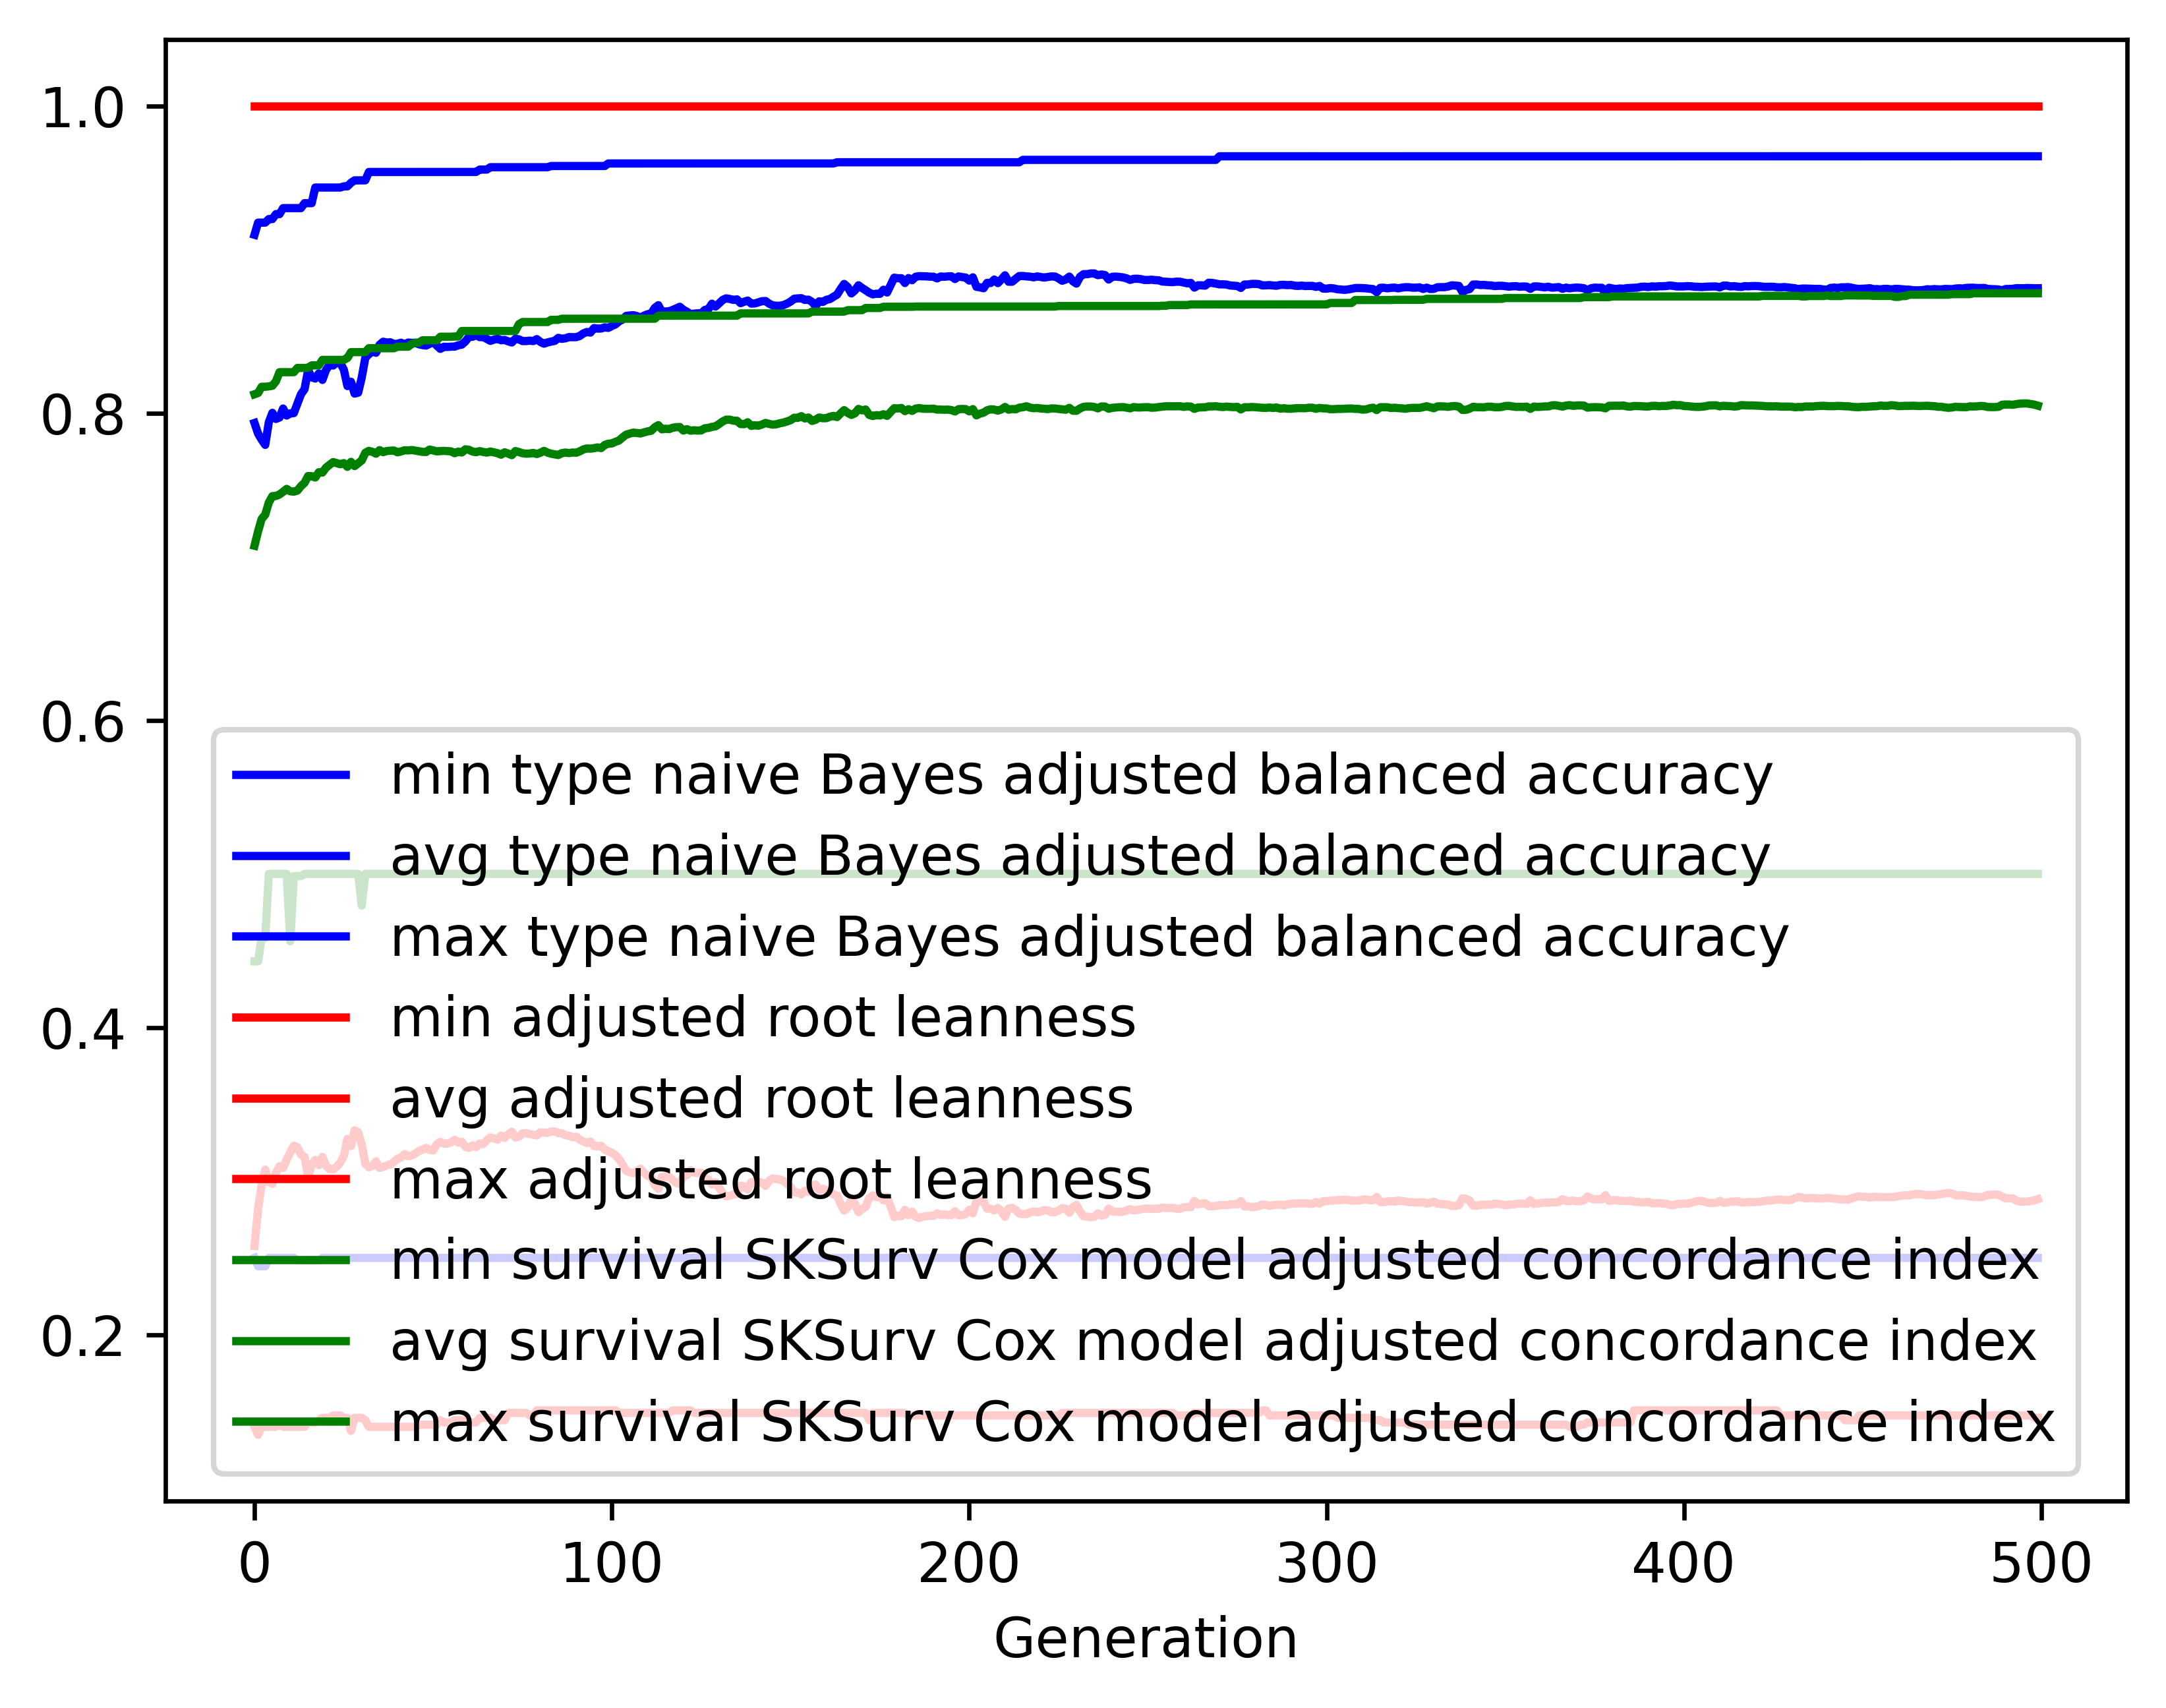 1.0
0.8
0.6
0.4
0.2
min type naive Bayes adjusted balanced accuracy
avg type naive Bayes adjusted balanced accuracy
max type naive Bayes adjusted balanced accuracy
min adjusted root leanness
avg adjusted root leanness
max adjusted root leanness
min survival SKSurv Cox model adjusted concordance index
avg survival SKSurv Cox model adjusted concordance index
max survival SKSurv Cox model adjusted concordance index
0 100 200 300 400 500
Generation